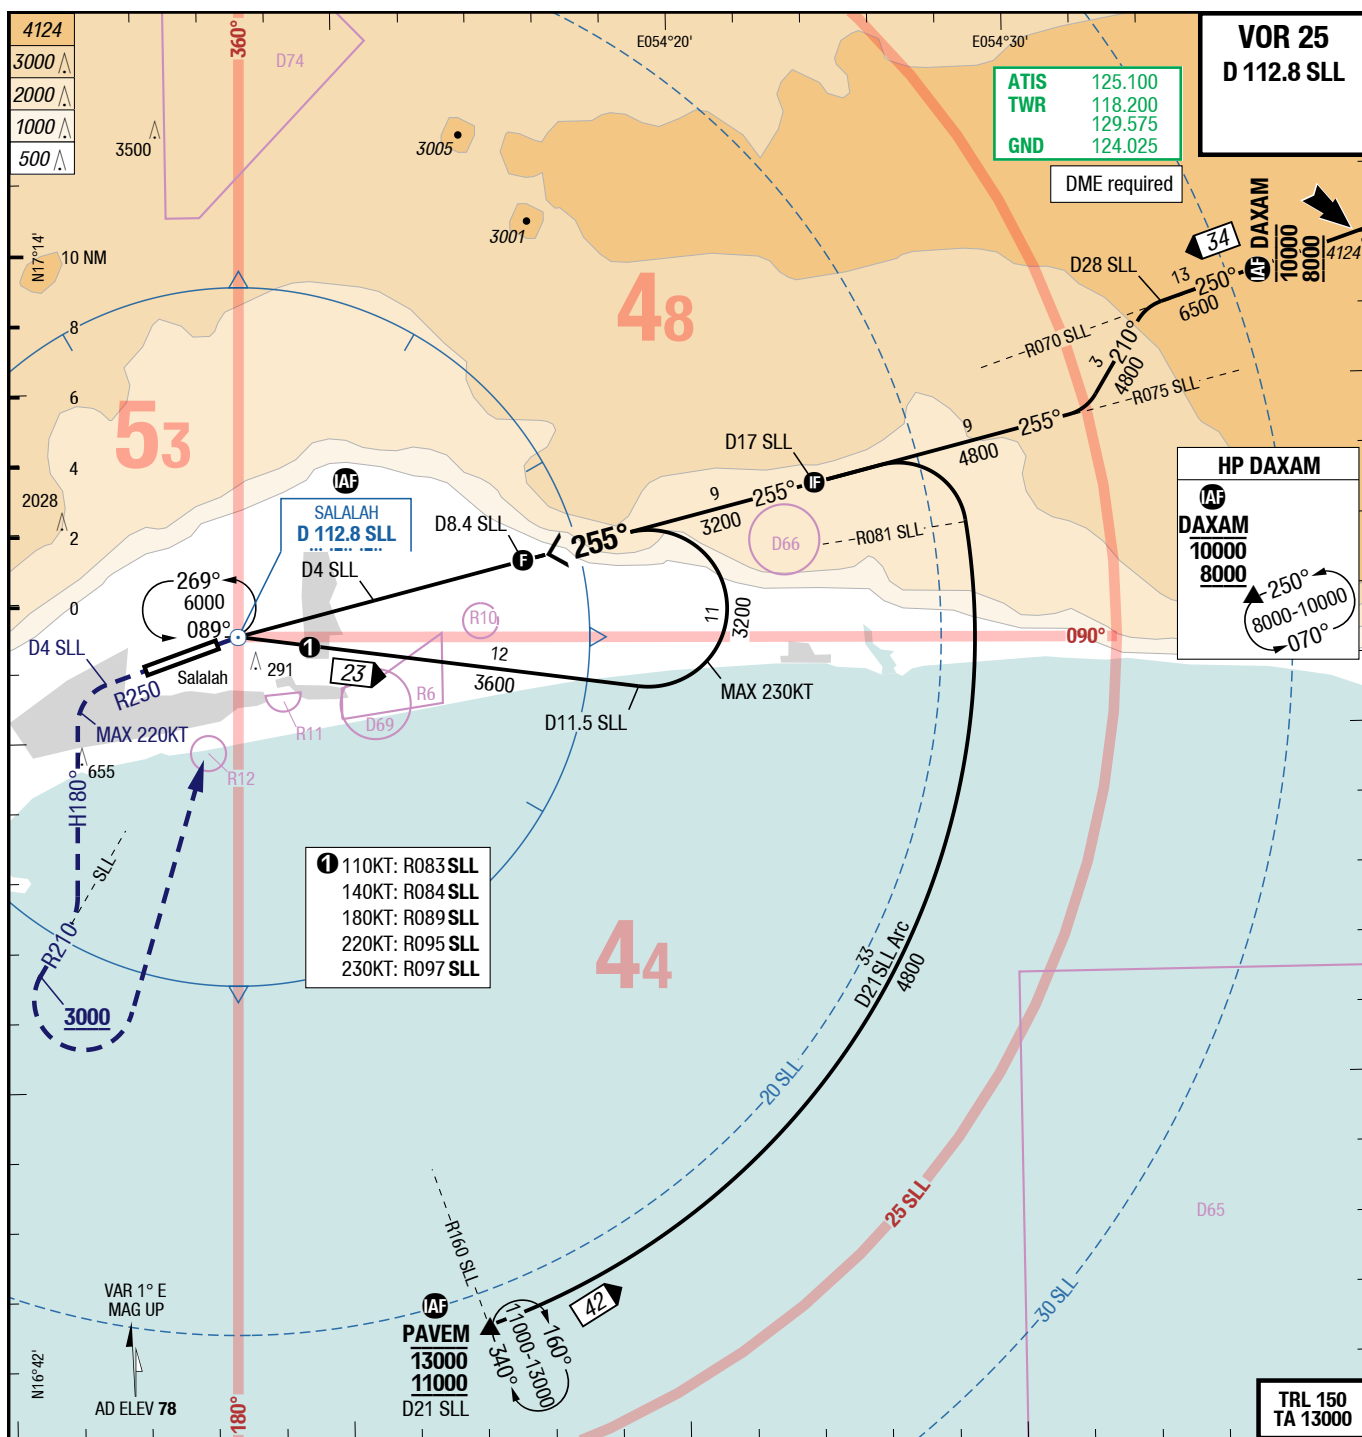 4124
3000
2000
1000
500
360°
D74
E054°20'
E054°30'
VOR 25
D 112.8 SLL
ATIS 125.100
TWR 118.200
129.575
GND 124.025
DME required
3500
3005
3001
N17°14'
10 NM
8
6
4
2
0
48
53
44
34
IAF DAXAM
10000
8000
4124
D28 SLL
13
250°
6500
R070 SLL
210°
3
4800
R075 SLL
9
255°
4800
D17 SLL
IF
9
255°
3200
HP DAXAM
IAF
DAXAM
10000
8000
250°
8000-10000
070°
2028
IAF
SALALAH
D 112.8 SLL
D8.4 SLL
F
255°
D66
R081 SLL
D4 SLL
269°
6000
089°
R10
11
3200
090°
D4 SLL
R250
Salalah
291
1
23
12
3600
R6
D69
R11
D11.5 SLL
MAX 230KT
MAX 220KT
655
R12
H180°
SLL
R210
3000
1 110KT: R083 SLL
140KT: R084 SLL
180KT: R089 SLL
220KT: R095 SLL
230KT: R097 SLL
33
D21 SLL Arc
4800
20 SLL
25 SLL
30 SLL
D65
R160 SLL
VAR 1° E
MAG UP
AD ELEV 78
N16°42'
180°
IAF
PAVEM
13000
11000
D21 SLL
160°
11000-13000
340°
42
TRL 150
TA 13000